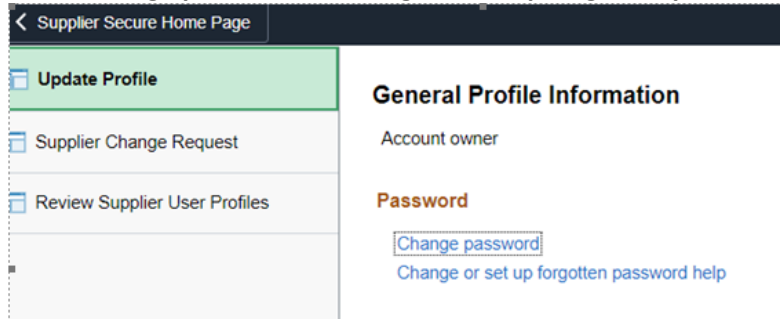 Supplier Secure Home Page
Update Profile
Supplier Change Request
Review Supplier User Profiles
General Profile Information
Account owner
Password
Change password
Change or set up forgotten password help